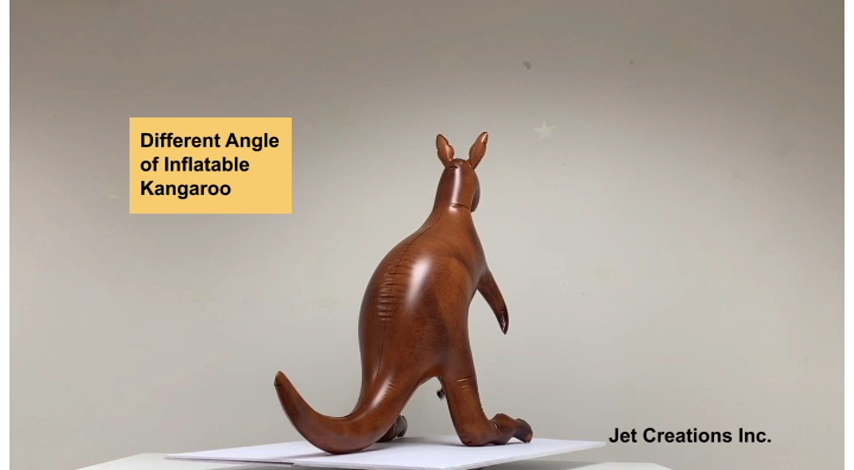 Different Angle
of Inflatable
Kangaroo
Jet Creations Inc.